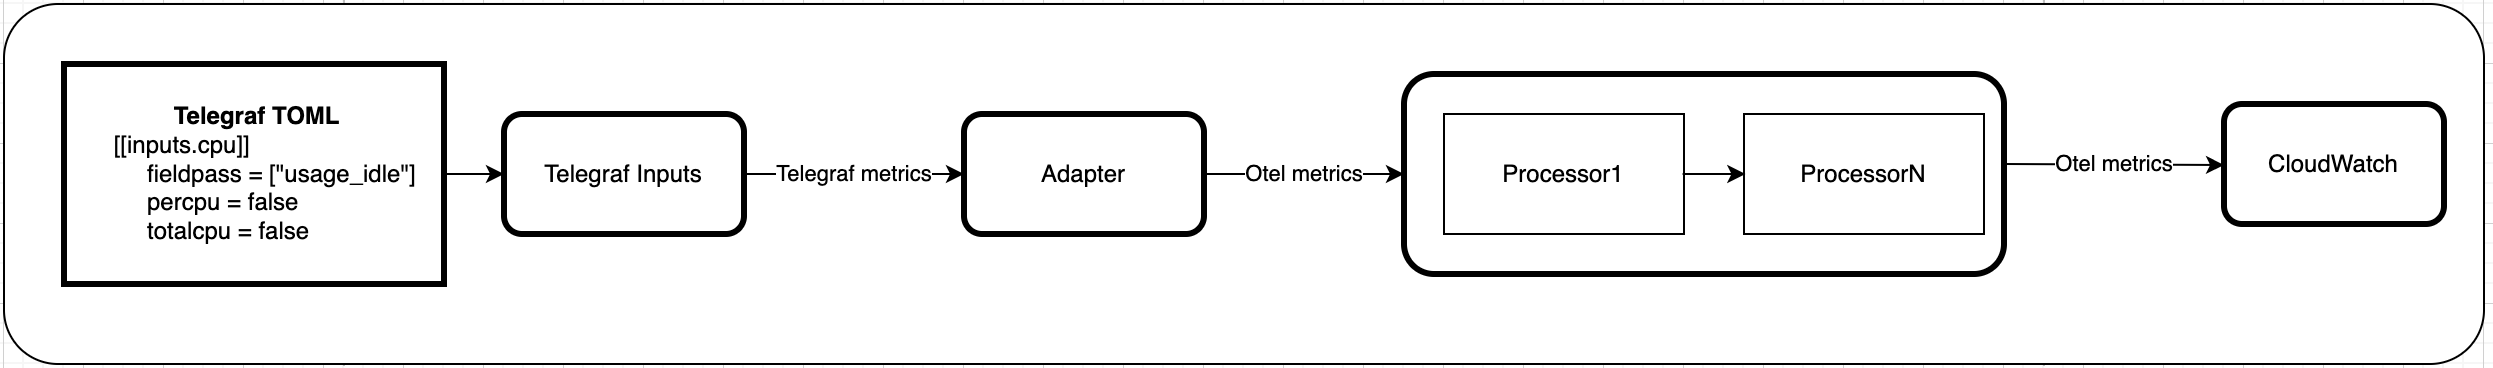 Telegraf TOML
[[inputs.cpu]]
fieldpass = ["usage_idle"]
percpu = false
totalcpu = false
Telegraf Inputs
Telegraf metrics
Adapter
Otel metrics
Processor1
ProcessorN
Otel metrics
CloudWatch